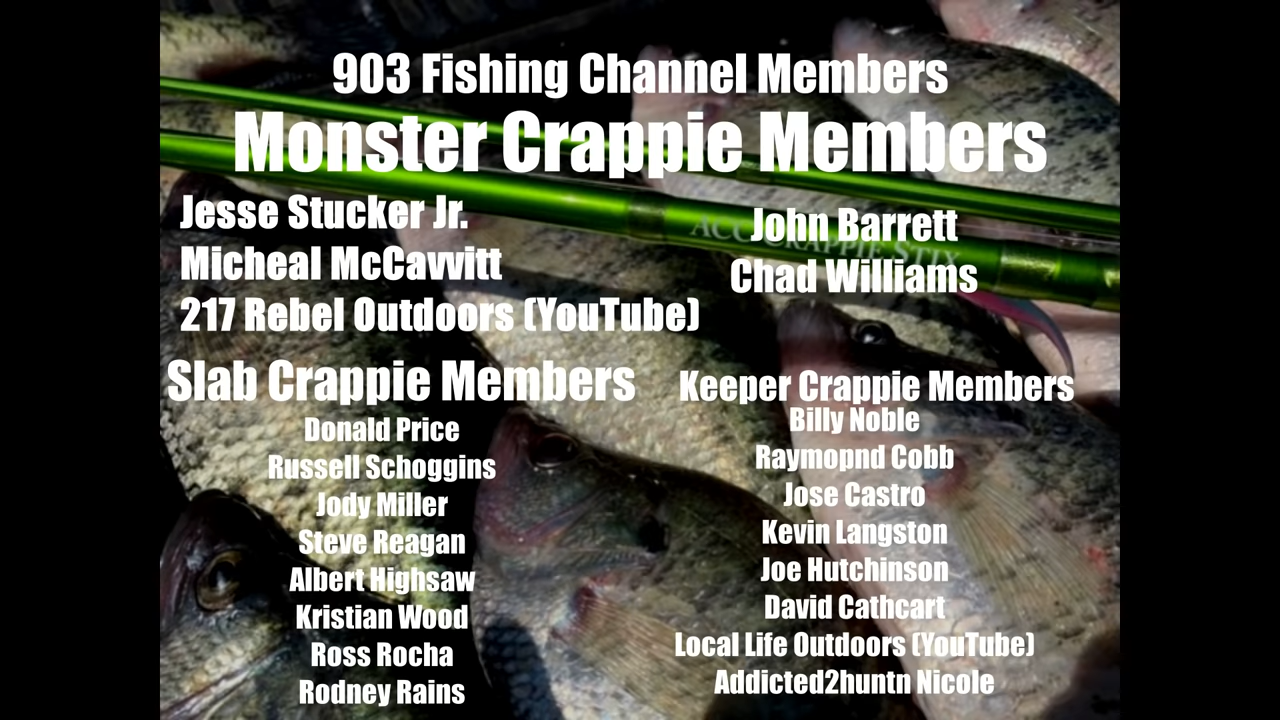 903 Fishing Channel Members
Monster Crappie Members
Jesse Stucker Jr.
Micheal McCavvitt
217 Rebel Outdoors (YouTube)
John Barrett
Chad Williams
ACC CRAPPIE STIX
Slab Crappie Members
Donald Price
Russell Schoggins
Jody Miller
Steve Reagan
Albert Highsaw
Kristian Wood
Ross Rocha
Rodney Rains
Keeper Crappie Members
Billy Noble
Raymopnd Cobb
Jose Castro
Kevin Langston
Joe Hutchinson
David Cathcart
Local Life Outdoors (YouTube)
Addicted2huntn Nicole